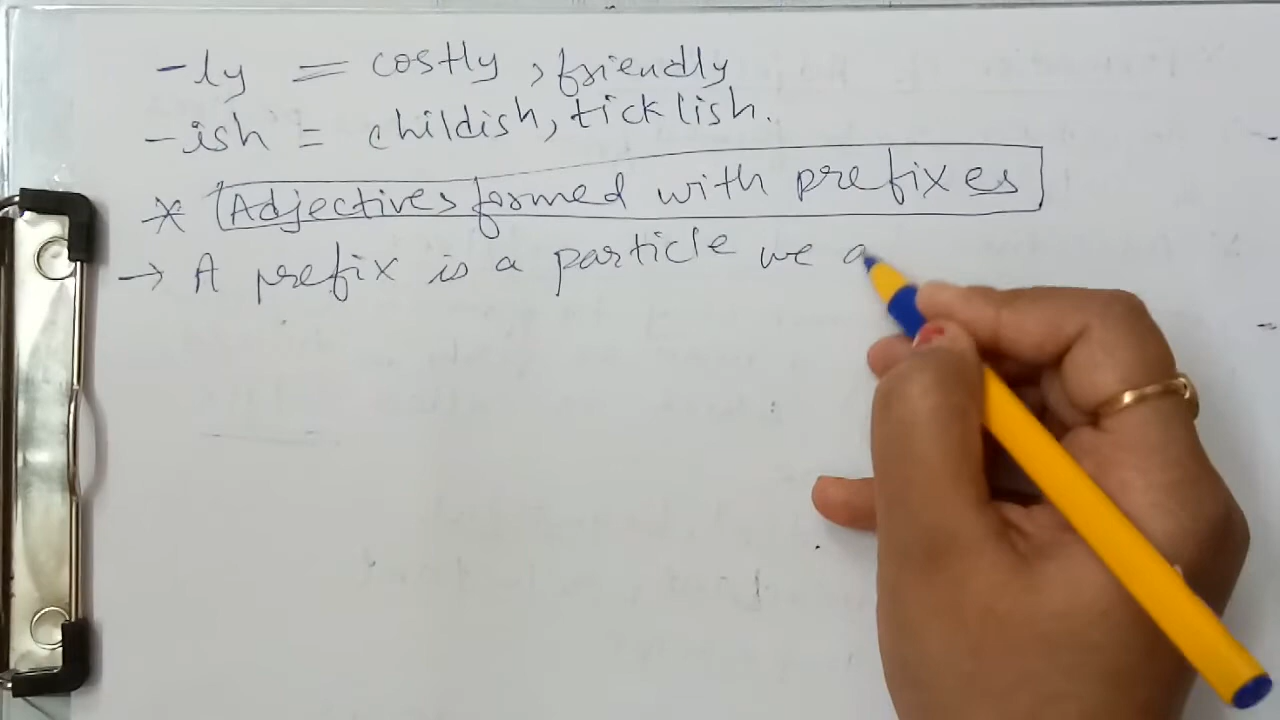 -ly = costly, friendly
-ish = childish, ticklish.
* Adjectives formed with prefixes
→ A prefix is a particle we a